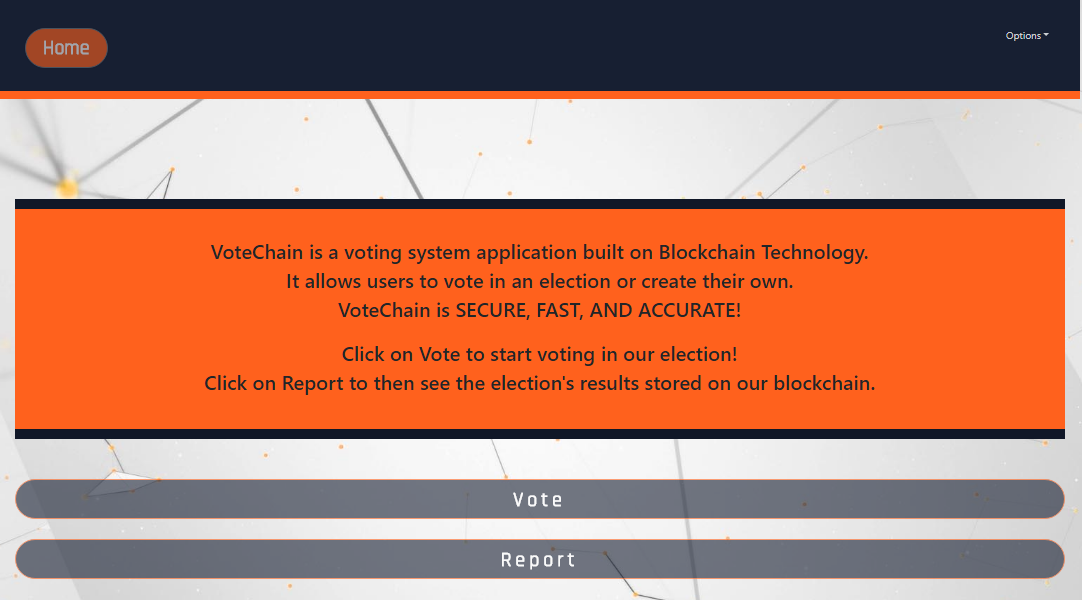 Home
Options
VoteChain is a voting system application built on Blockchain Technology.
It allows users to vote in an election or create their own.
VoteChain is SECURE, FAST, AND ACCURATE!
Click on Vote to start voting in our election!
Click on Report to then see the election's results stored on our blockchain.
Vote
Report